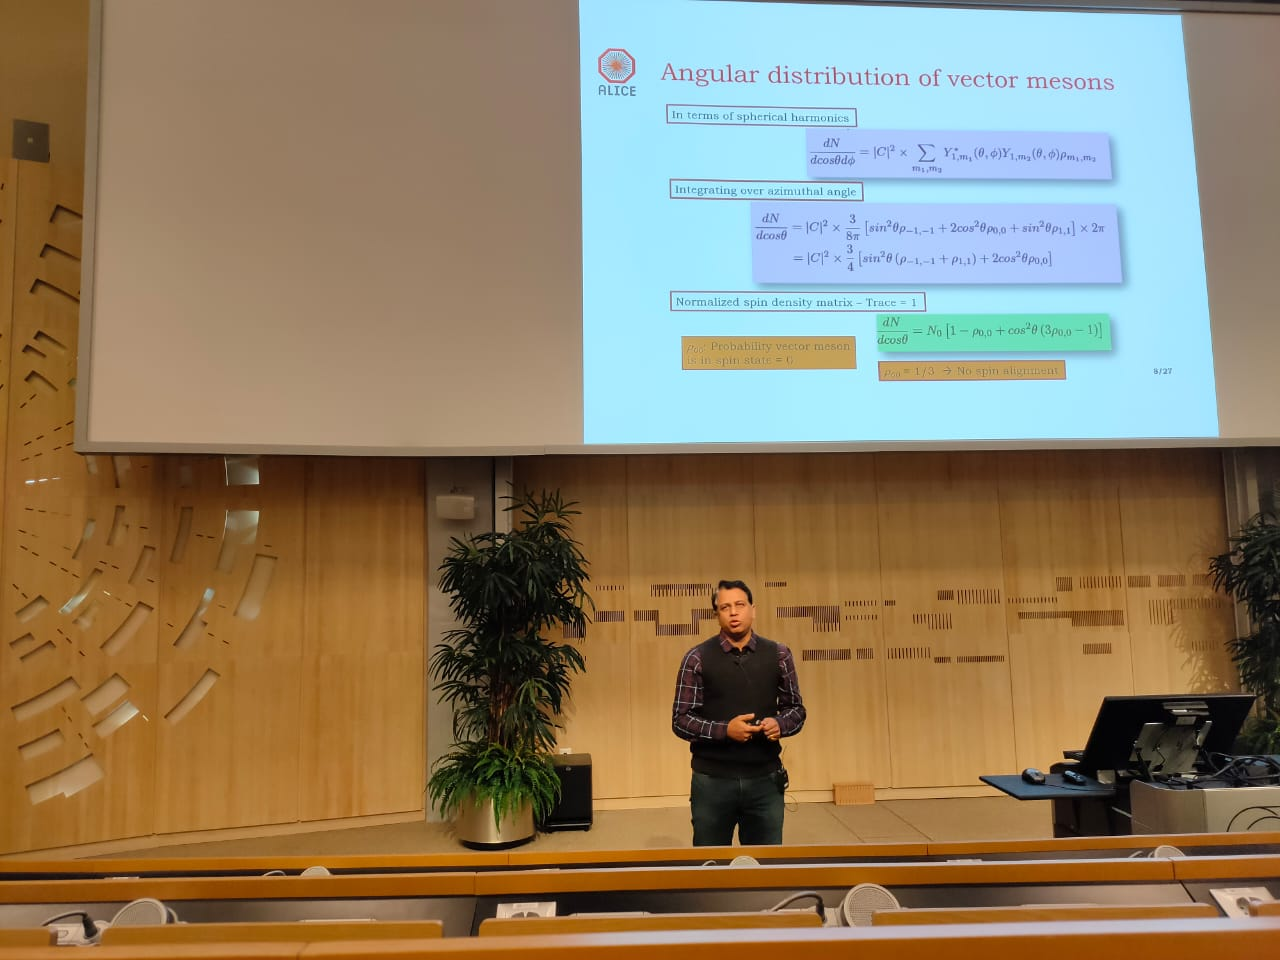 ALICE
Angular distribution of vector mesons
In terms of spherical harmonics
dN/dcosθdϕ = |C|² × ∑_{m₁,m₂} Y*_{1,m₁}(θ,ϕ)Y_{1,m₂}(θ,ϕ)ρ_{m₁,m₂}
Integrating over azimuthal angle
dN/dcosθ = |C|² × 3/8π [sin²θρ_{−1,−1} + 2cos²θρ_{0,0} + sin²θρ_{1,1}] × 2π
= |C|² × 3/4 [sin²θ (ρ_{−1,−1} + ρ_{1,1}) + 2cos²θρ_{0,0}]
Normalized spin density matrix – Trace = 1
dN/dcosθ = N₀ [1 − ρ_{0,0} + cos²θ (3ρ_{0,0} − 1)]
ρ₀₀: Probability vector meson
is in spin state = 0
ρ₀₀ = 1/3 → No spin alignment
8/27